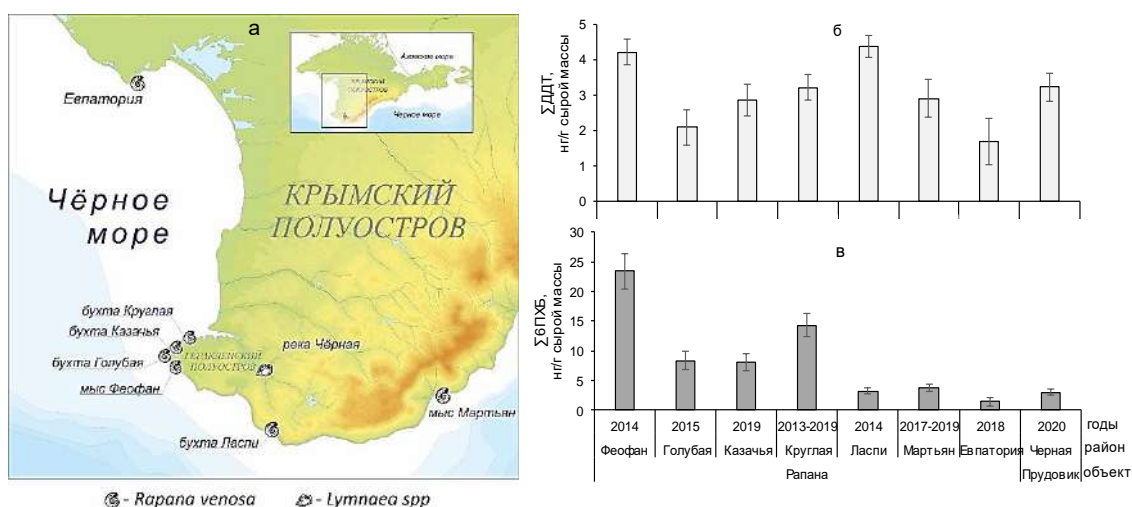 а
Азовское море
КРЫМСКИЙ
ПОЛУОСТРОВ
Чёрное море
Евпатория
КРЫМСКИЙ
ПОЛУОСТРОВ
Чёрное
море
бухта Круглая
бухта Казачья
бухта Голубая
мыс Феофан
ГЕРАКЛЕЙСКИЙ
ПОЛУОСТРОВ
река Чёрная
мыс Мартьян
бухта Ласпи
- Rapana venosa
- Lymnaea spp
б
∑ДДТ,
нг/г сырой массы
5
4
3
2
1
0
в
∑6ПХБ,
нг/г сырой массы
30
25
20
15
10
5
0
2014 2015 2019 2013-2019 2014 2017-2019 2018 2020 годы
Феофан Голубая Казачья Круглая Ласпи Мартьян Евпатория Черная район
Рапана Прудовик объект